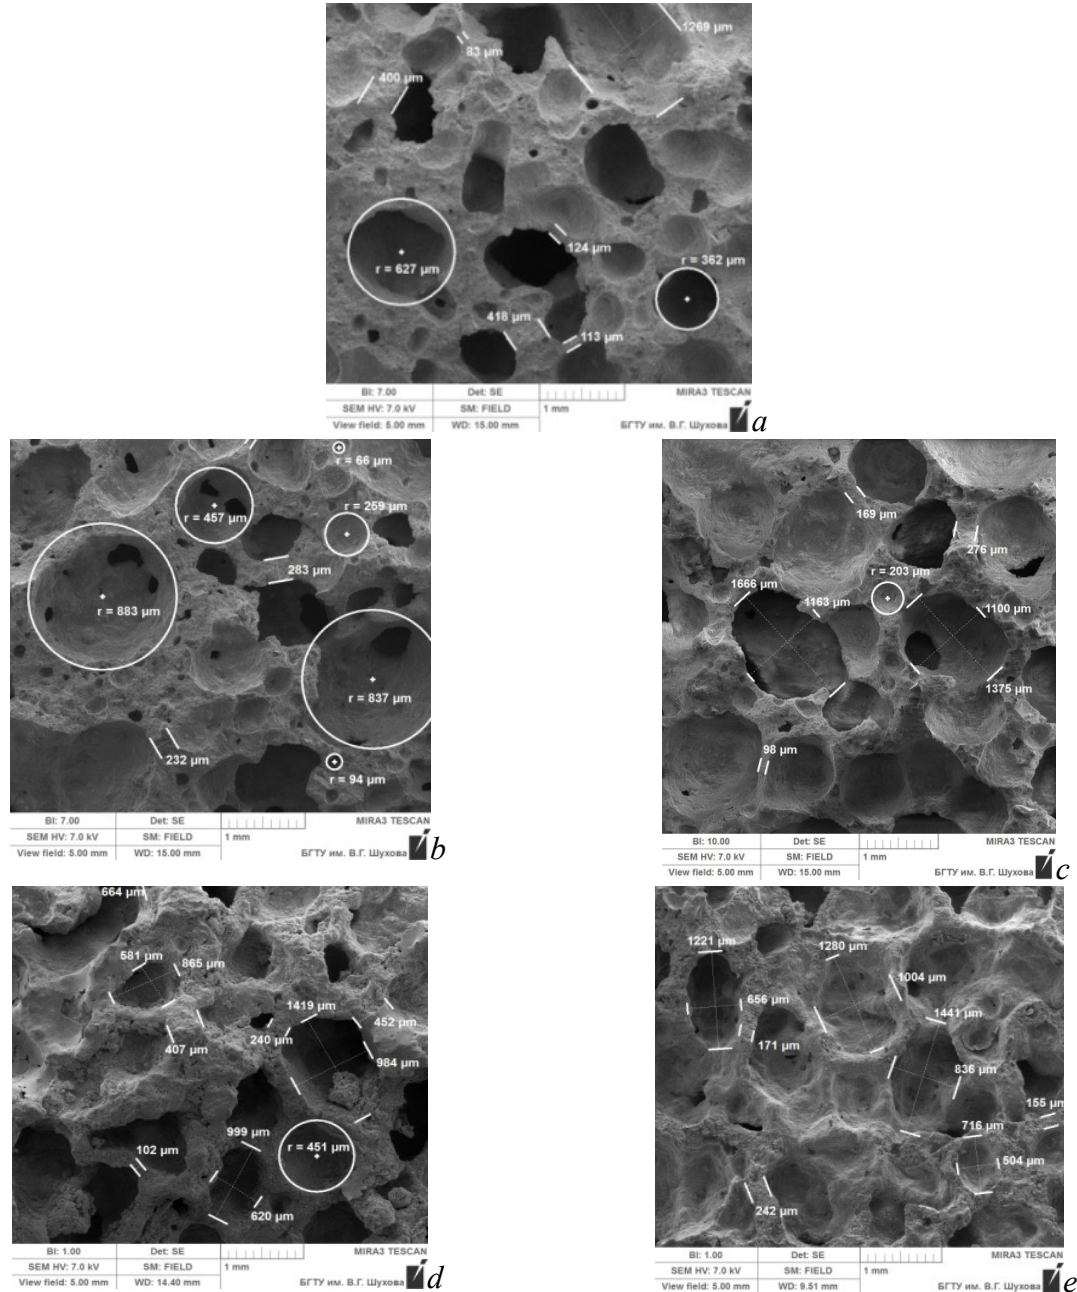 1269 µm
83 µm
400 µm
124 µm
r = 362 µm
r = 627 µm
418 µm
113 µm
BI: 7.00 Det: SE MIRA3 TESCAN
SEM HV: 7.0 kV SM: FIELD 1 mm
View field: 5.00 mm WD: 15.00 mm БГТУ им. В.Г. Шухова
a
r = 66 µm
r = 259 µm
r = 457 µm
283 µm
r = 883 µm
r = 837 µm
232 µm
r = 94 µm
BI: 7.00 Det: SE MIRA3 TESCAN
SEM HV: 7.0 kV SM: FIELD 1 mm
View field: 5.00 mm WD: 15.00 mm БГТУ им. В.Г. Шухова
b
169 µm
276 µm
r = 203 µm
1666 µm
1163 µm
1100 µm
1375 µm
98 µm
BI: 10.00 Det: SE MIRA3 TESCAN
SEM HV: 7.0 kV SM: FIELD 1 mm
View field: 5.00 mm WD: 15.00 mm БГТУ им. В.Г. Шухова
c
664 µm
581 µm
865 µm
1419 µm
452 µm
240 µm
407 µm
984 µm
999 µm
102 µm
r = 451 µm
620 µm
BI: 1.00 Det: SE MIRA3 TESCAN
SEM HV: 7.0 kV SM: FIELD 1 mm
View field: 5.00 mm WD: 14.40 mm БГТУ им. В.Г. Шухова
d
1221 µm
1280 µm
1004 µm
656 µm
1441 µm
171 µm
836 µm
155 µm
716 µm
504 µm
242 µm
BI: 1.00 Det: SE MIRA3 TESCAN
SEM HV: 7.0 kV SM: FIELD 1 mm
View field: 5.00 mm WD: 9.51 mm БГТУ им. В.Г. Шухова
e